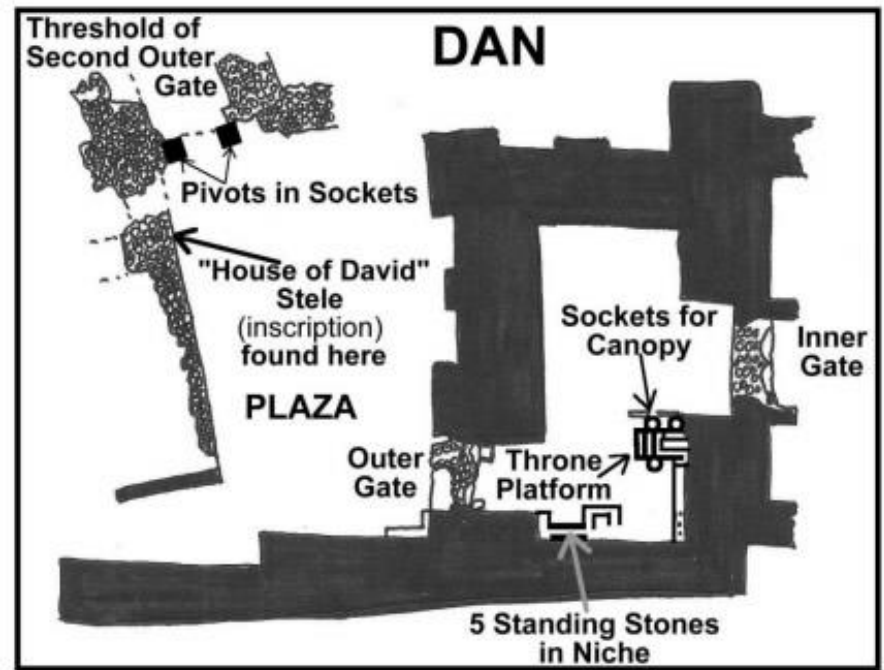 DAN
Threshold of
Second Outer
Gate
Pivots in Sockets
"House of David"
Stele
(inscription)
found here
PLAZA
Sockets for
Canopy
Inner
Gate
Outer
Gate
Throne
Platform
5 Standing Stones
in Niche